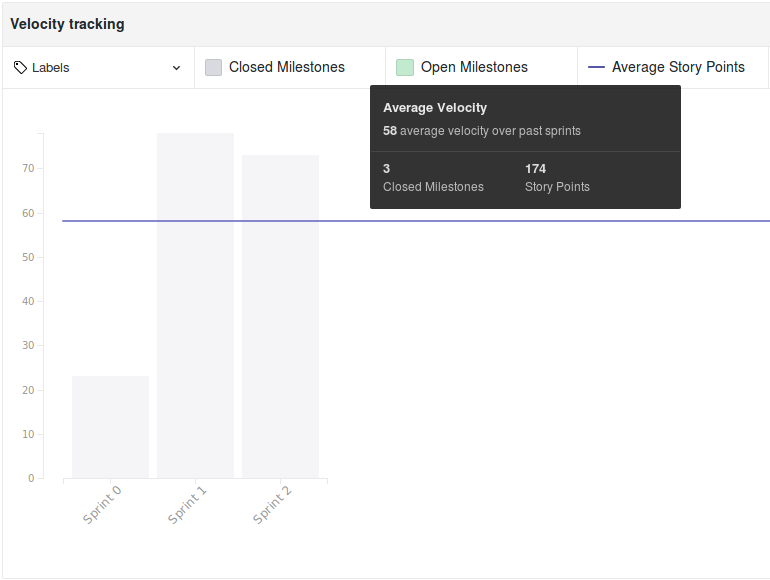 Velocity tracking
Labels
Closed Milestones
Open Milestones
Average Story Points
Average Velocity
58 average velocity over past sprints
3
174
Closed Milestones
Story Points
70
60
50
40
30
20
10
0
Sprint 0
Sprint 1
Sprint 2